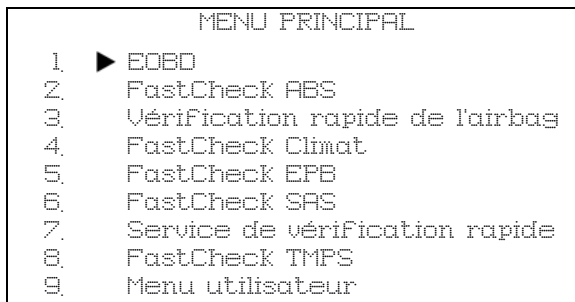 MENU PRINCIPAL
1. EOBD
2. FastCheck ABS
3. Vérification rapide de l'airbag
4. FastCheck Climat
5. FastCheck EPB
6. FastCheck SAS
7. Service de vérification rapide
8. FastCheck TMPS
9. Menu utilisateur